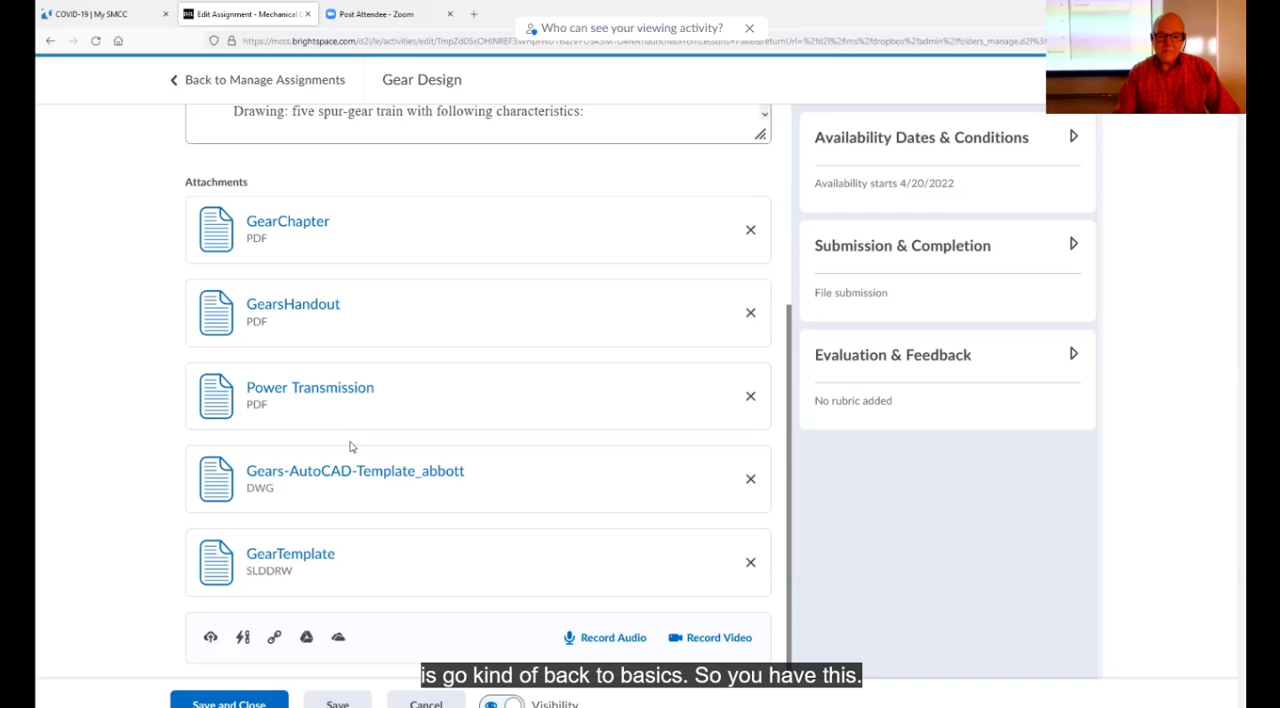 COVID-19 | My SMCC
Edit Assignment - Mechanical D
Post Attendee - Zoom
Who can see your viewing activity?
Back to Manage Assignments
Gear Design
Drawing: five spur-gear train with following characteristics:
Attachments
GearChapter
PDF
GearsHandout
PDF
Power Transmission
PDF
Gears-AutoCAD-Template_abbott
DWG
GearTemplate
SLDDRW
Record Audio
Record Video
Availability Dates & Conditions
Availability starts 4/20/2022
Submission & Completion
File submission
Evaluation & Feedback
No rubric added
is go kind of back to basics. So you have this.
Save and Close
Save
Cancel
Visibility